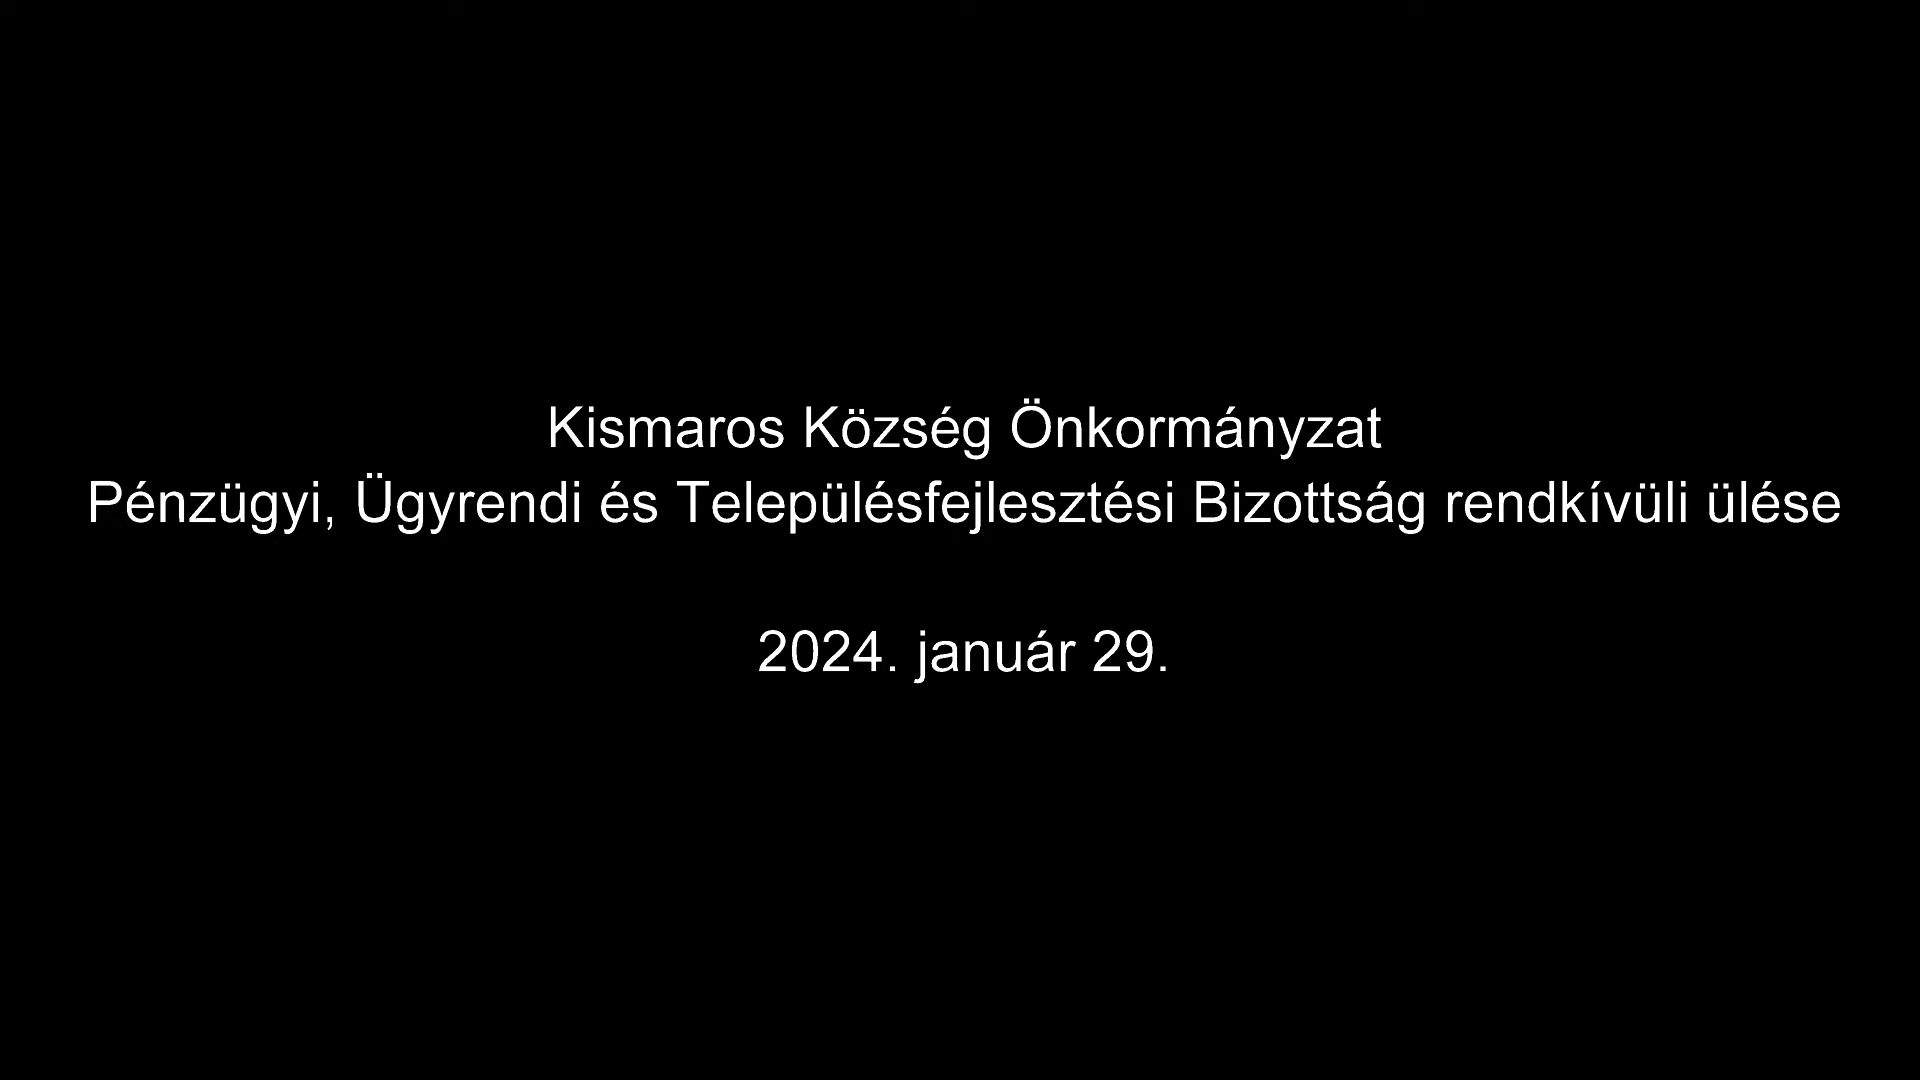 Kismaros Község Önkormányzat
Pénzügyi, Ügyrendi és Településfejlesztési Bizottság rendkívüli ülése
2024. január 29.